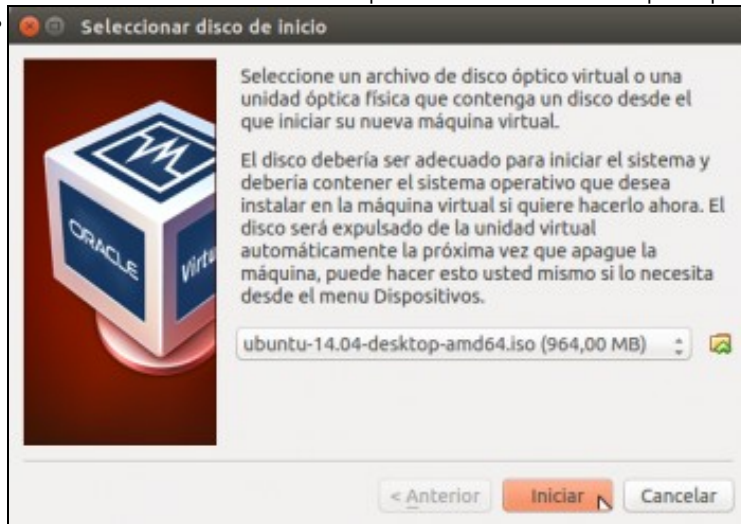 Seleccionar disco de inicio
Seleccione un archivo de disco óptico virtual o una
unidad óptica física que contenga un disco desde el
que iniciar su nueva máquina virtual.
El disco debería ser adecuado para iniciar el sistema y
debería contener el sistema operativo que desea
instalar en la máquina virtual si quiere hacerlo ahora. El
disco será expulsado de la unidad virtual
automáticamente la próxima vez que apague la
máquina, puede hacer esto usted mismo si lo necesita
desde el menu Dispositivos.
ORACLE
Virtu
ubuntu-14.04-desktop-amd64.iso (964,00 MB)
< Anterior
Iniciar
Cancelar